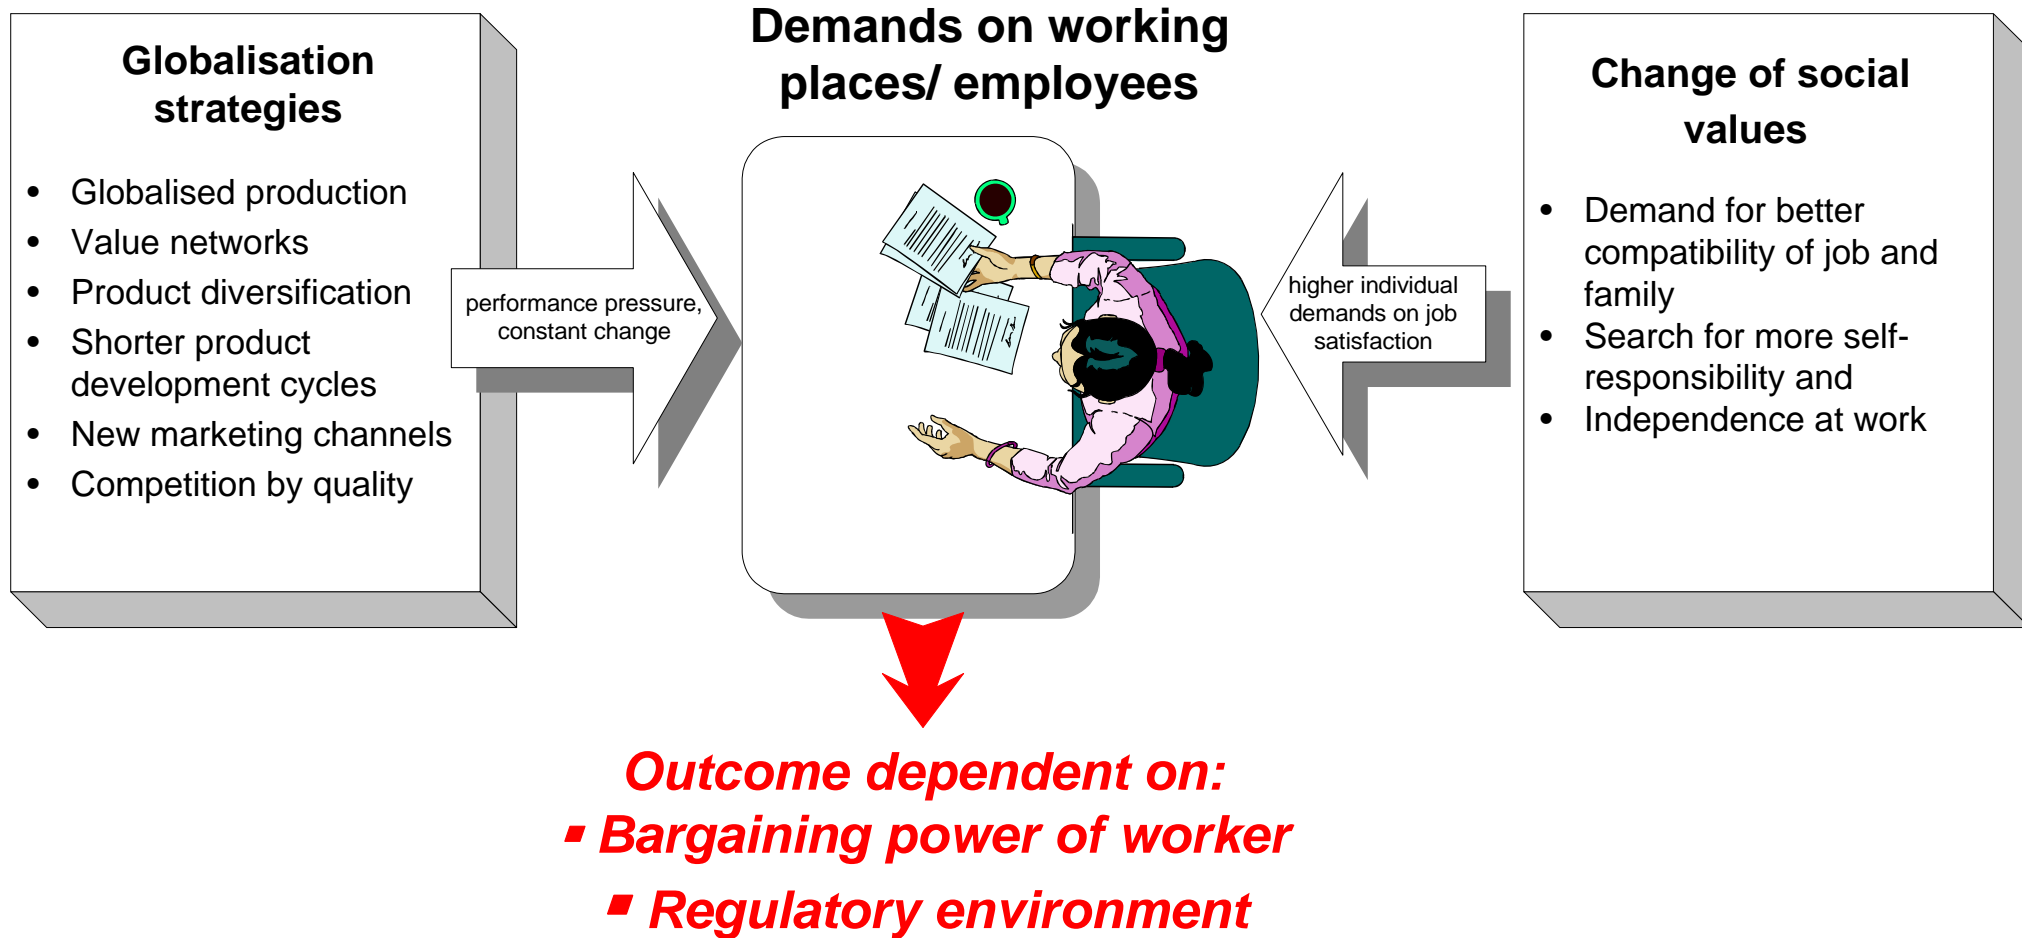 Globalisation
strategies
• Globalised production
• Value networks
• Product diversification
• Shorter product
development cycles
• New marketing channels
• Competition by quality
performance pressure,
constant change
Demands on working
places/ employees
higher individual
demands on job
satisfaction
Change of social
values
• Demand for better
compatibility of job and
family
• Search for more self-
responsibility and
• Independence at work
Outcome dependent on:
▪ Bargaining power of worker
▪ Regulatory environment